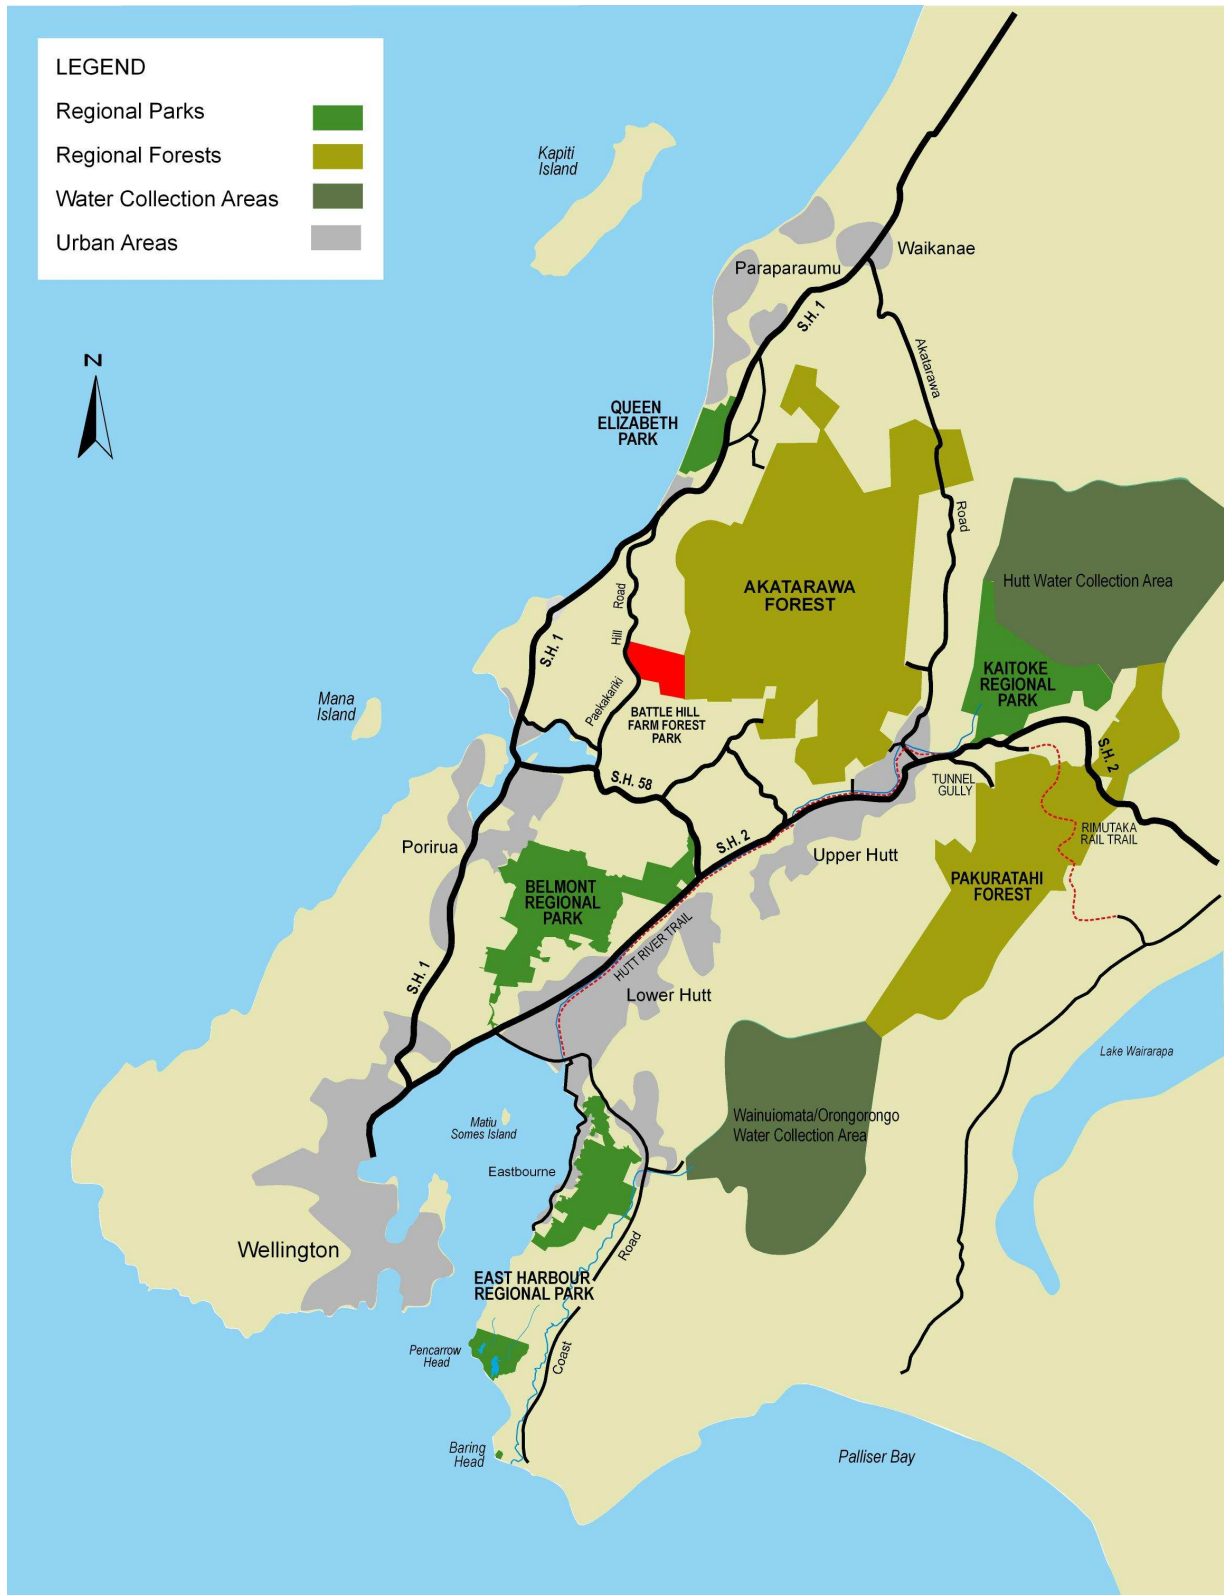 LEGEND
Regional Parks
Regional Forests
Water Collection Areas
Urban Areas
Kapiti
Island
N
Waikanae
Paraparaumu
S.H. 1
Akatarawa
QUEEN
ELIZABETH
PARK
Road
AKATARAWA
FOREST
Hutt Water Collection Area
Road
Hill
Paekakariki
S.H. 1
KAITOKE
REGIONAL
PARK
Mana
Island
BATTLE HILL
FARM FOREST
PARK
S.H. 58
S.H. 2
TUNNEL
GULLY
RIMUTAKA
RAIL TRAIL
S.H. 2
Porirua
Upper Hutt
BELMONT
REGIONAL
PARK
PAKURATAHI
FOREST
HUTT RIVER TRAIL
S.H. 1
Lower Hutt
Lake Wairarapa
Matiu
Somes Island
Wainuiomata/Orongorongo
Water Collection Area
Eastbourne
Wellington
Road
EAST HARBOUR
REGIONAL PARK
Pencarrow
Head
Coast
Baring
Head
Palliser Bay